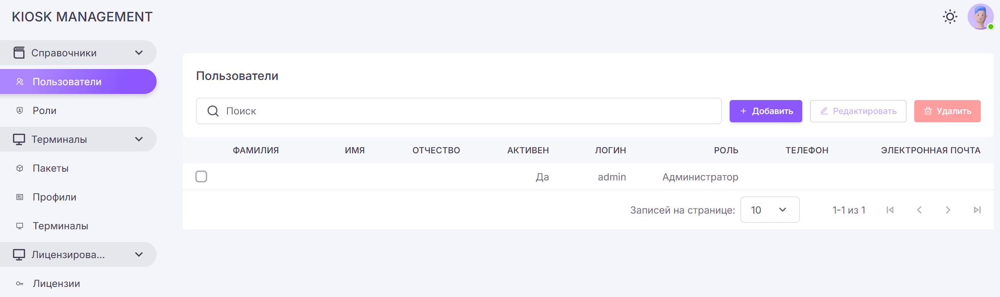 KIOSK MANAGEMENT
Справочники
Пользователи
Роли
Терминалы
Пакеты
Профили
Терминалы
Лицензирова...
Лицензии
Пользователи
Поиск
Добавить
Редактировать
Удалить
ФАМИЛИЯ ИМЯ ОТЧЕСТВО АКТИВЕН ЛОГИН РОЛЬ ТЕЛЕФОН ЭЛЕКТРОННАЯ ПОЧТА
Да admin Администратор
Записей на странице: 10 1-1 из 1